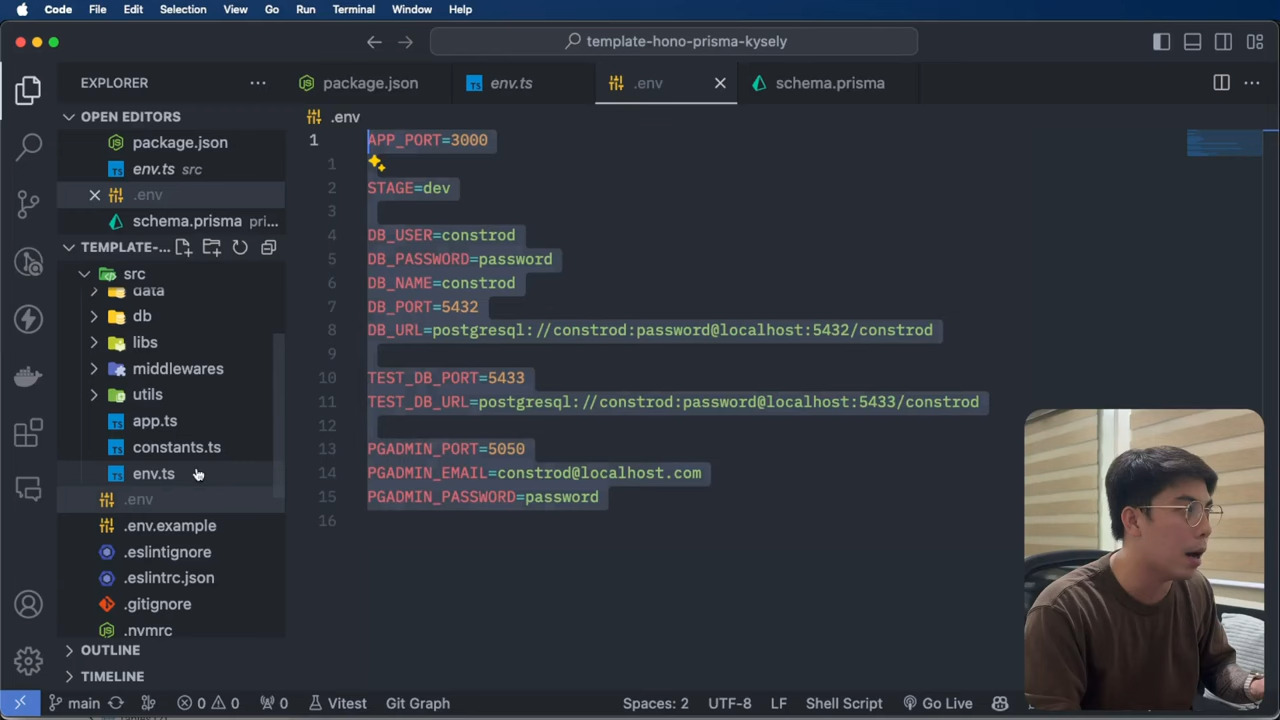 Code File Edit Selection View Go Run Terminal Window Help
template-hono-prisma-kysely
EXPLORER
package.json
env.ts
.env
schema.prisma
OPEN EDITORS
package.json
env.ts src
.env
schema.prisma pri...
TEMPLATE-...
src
data
db
libs
middlewares
utils
app.ts
constants.ts
env.ts
.env
.env.example
.eslintignore
.eslintrc.json
.gitignore
.nvmrc
OUTLINE
TIMELINE
.env
1 APP_PORT=3000
1
2 STAGE=dev
3
4 DB_USER=constrod
5 DB_PASSWORD=password
6 DB_NAME=constrod
7 DB_PORT=5432
8 DB_URL=postgresql://constrod:password@localhost:5432/constrod
9
10 TEST_DB_PORT=5433
11 TEST_DB_URL=postgresql://constrod:password@localhost:5433/constrod
12
13 PGADMIN_PORT=5050
14 PGADMIN_EMAIL=constrod@localhost.com
15 PGADMIN_PASSWORD=password
16
main 0 0 0 Vitest Git Graph Spaces: 2 UTF-8 LF Shell Script Go Live